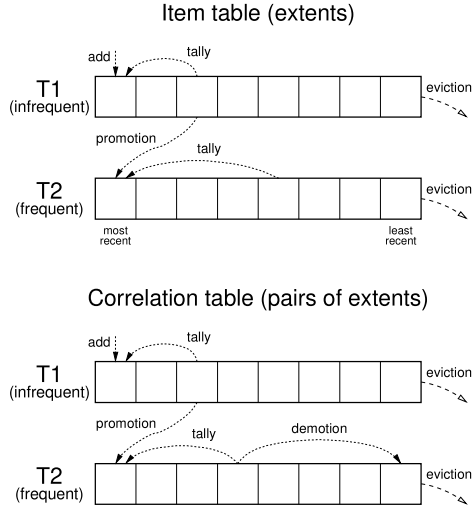 Item table (extents)
add
tally
T1
(infrequent)
eviction
promotion
tally
T2
(frequent)
eviction
most
recent
least
recent
Correlation table (pairs of extents)
add
tally
T1
(infrequent)
eviction
promotion
tally
demotion
T2
(frequent)
eviction